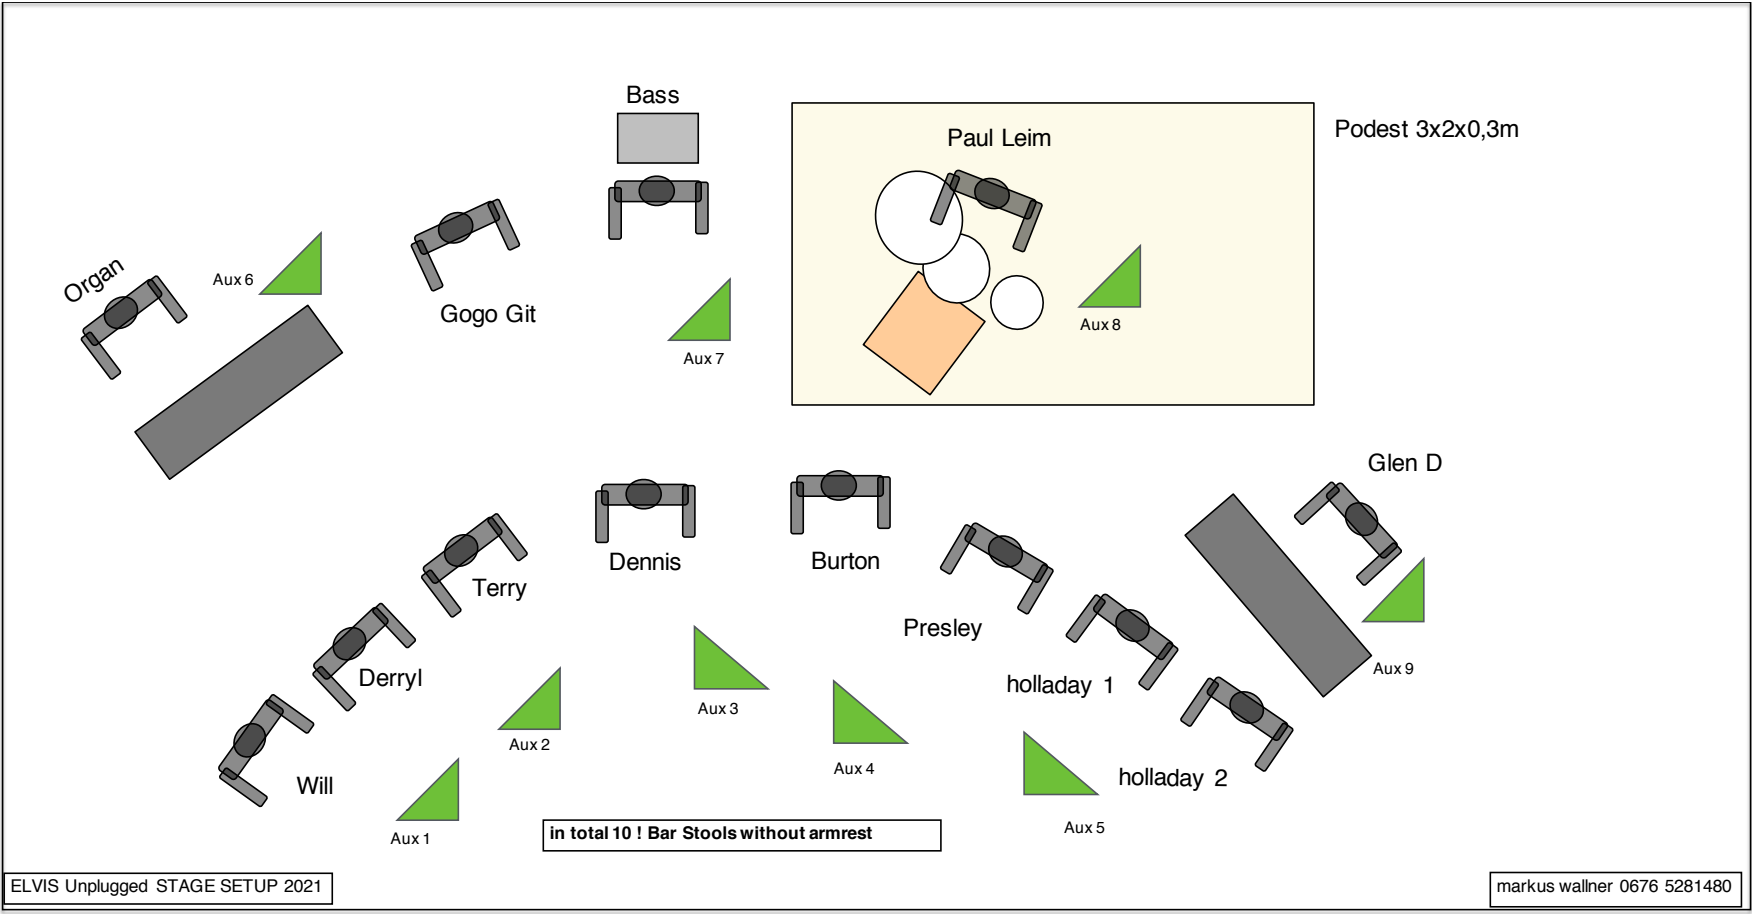 Bass
Paul Leim
Podest 3x2x0,3m
Organ
Aux 6
Gogo Git
Aux 7
Aux 8
Glen D
Dennis
Burton
Terry
Presley
Derryl
holladay 1
Aux 9
Aux 3
Aux 2
Aux 4
holladay 2
Will
Aux 1
Aux 5
in total 10 ! Bar Stools without armrest
ELVIS Unplugged STAGE SETUP 2021
markus wallner 0676 5281480